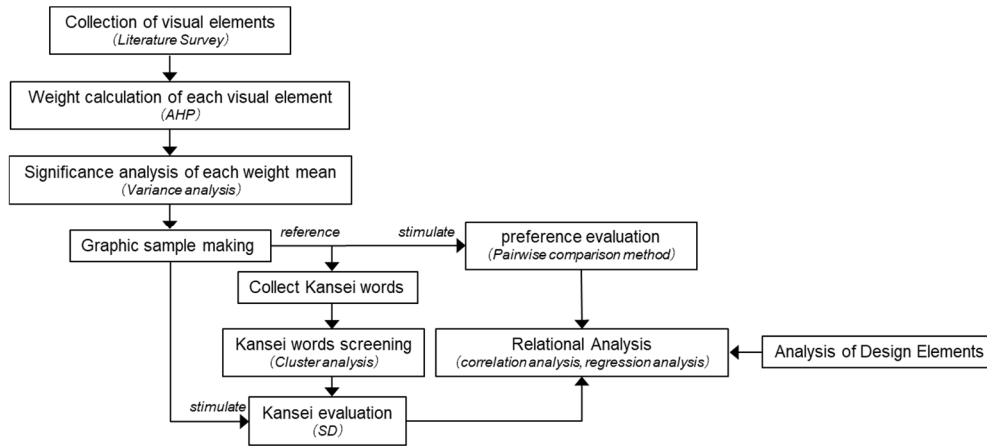 Collection of visual elements
(Literature Survey)
Weight calculation of each visual element
(AHP)
Significance analysis of each weight mean
(Variance analysis)
Graphic sample making
reference
stimulate
preference evaluation
(Pairwise comparison method)
Collect Kansei words
Kansei words screening
(Cluster analysis)
Relational Analysis
(correlation analysis, regression analysis)
Analysis of Design Elements
stimulate
Kansei evaluation
(SD)